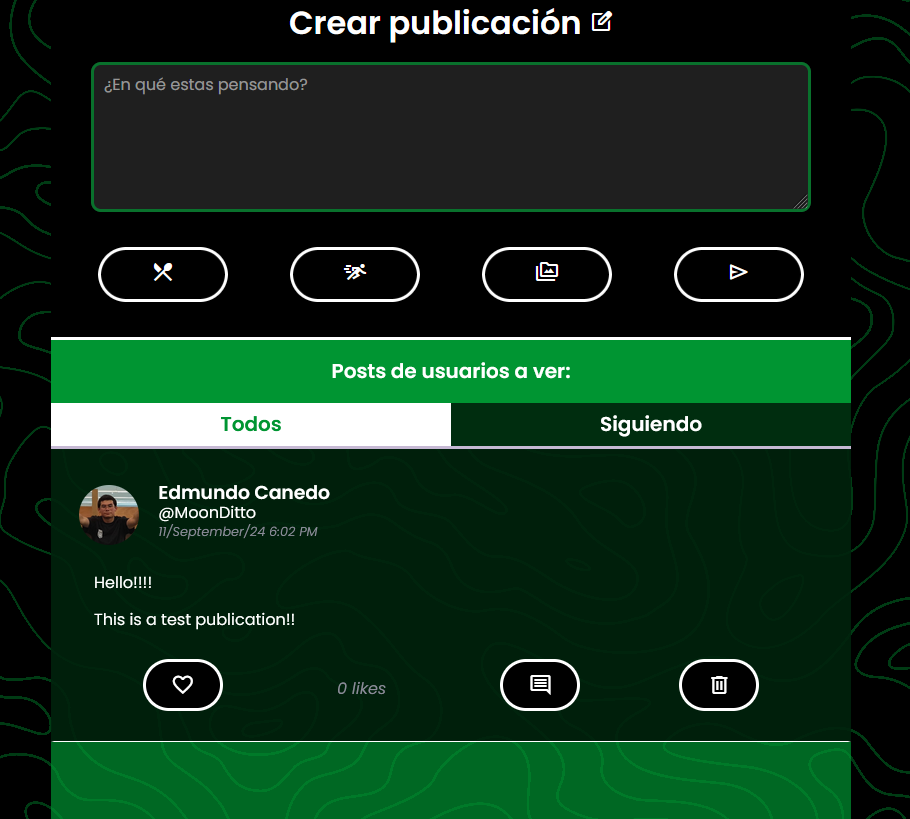 Crear publicación
¿En qué estas pensando?
Posts de usuarios a ver:
Todos
Siguiendo
Edmundo Canedo
@MoonDitto
11/September/24 6:02 PM
Hello!!!!
This is a test publication!!
0 likes